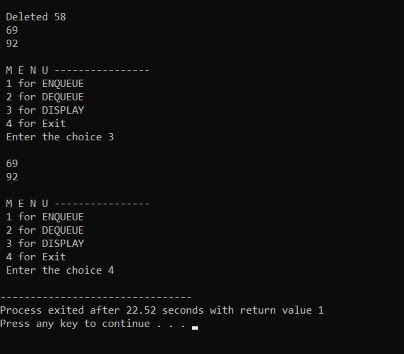 Deleted 58
69
92
M E N U ----------------
1 for ENQUEUE
2 for DEQUEUE
3 for DISPLAY
4 for Exit
Enter the choice 3
69
92
M E N U ----------------
1 for ENQUEUE
2 for DEQUEUE
3 for DISPLAY
4 for Exit
Enter the choice 4
--------------------------------
Process exited after 22.52 seconds with return value 1
Press any key to continue . . .